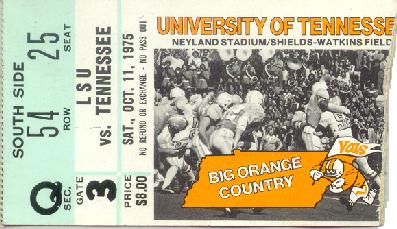 SOUTH SIDE
Q
SEC.
54
ROW
25
SEAT
GATE
3
LSU
vs. TENNESSEE
PRICE
$8.00
SAT., OCT. 11, 1975
NO REFUND OR EXCHANGE - NO PASS OUT
UNIVERSITY OF TENNESSEE
NEYLAND STADIUM/SHIELDS-WATKINS FIELD
BIG ORANGE
COUNTRY
Vols